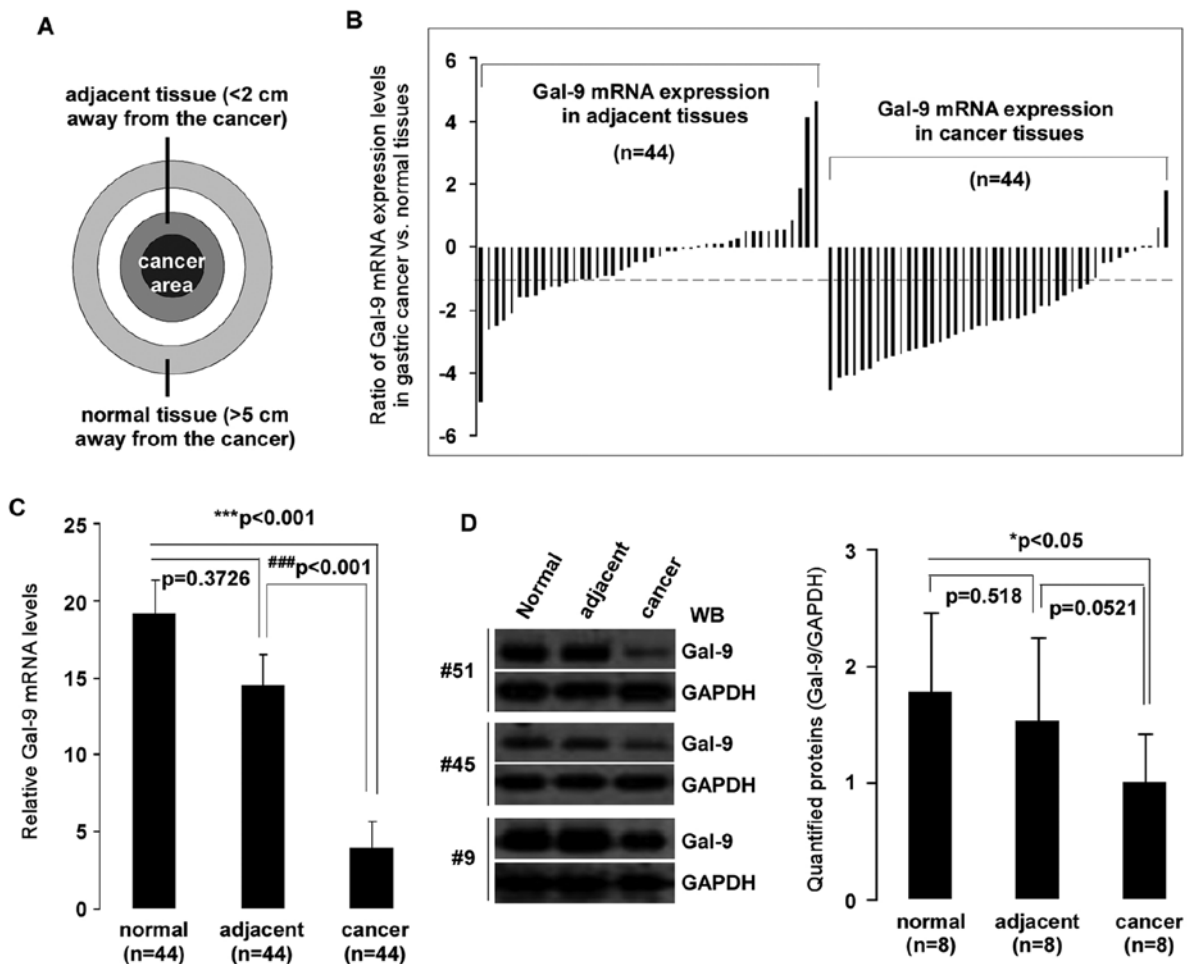 A
adjacent tissue (<2 cm
away from the cancer)
cancer
area
normal tissue (>5 cm
away from the cancer)
B
Ratio of Gal-9 mRNA expression levels
in gastric cancer vs. normal tissues
6
4
2
0
-2
-4
-6
Gal-9 mRNA expression
in adjacent tissues
(n=44)
Gal-9 mRNA expression
in cancer tissues
(n=44)
C
Relative Gal-9 mRNA levels
25
20
15
10
5
0
***p<0.001
p=0.3726
###p<0.001
normal
(n=44)
adjacent
(n=44)
cancer
(n=44)
D
Normal
adjacent
cancer
WB
#51
Gal-9
GAPDH
#45
Gal-9
GAPDH
#9
Gal-9
GAPDH
Quantified proteins (Gal-9/GAPDH)
3
2
1
0
*p<0.05
p=0.518
p=0.0521
normal
(n=8)
adjacent
(n=8)
cancer
(n=8)